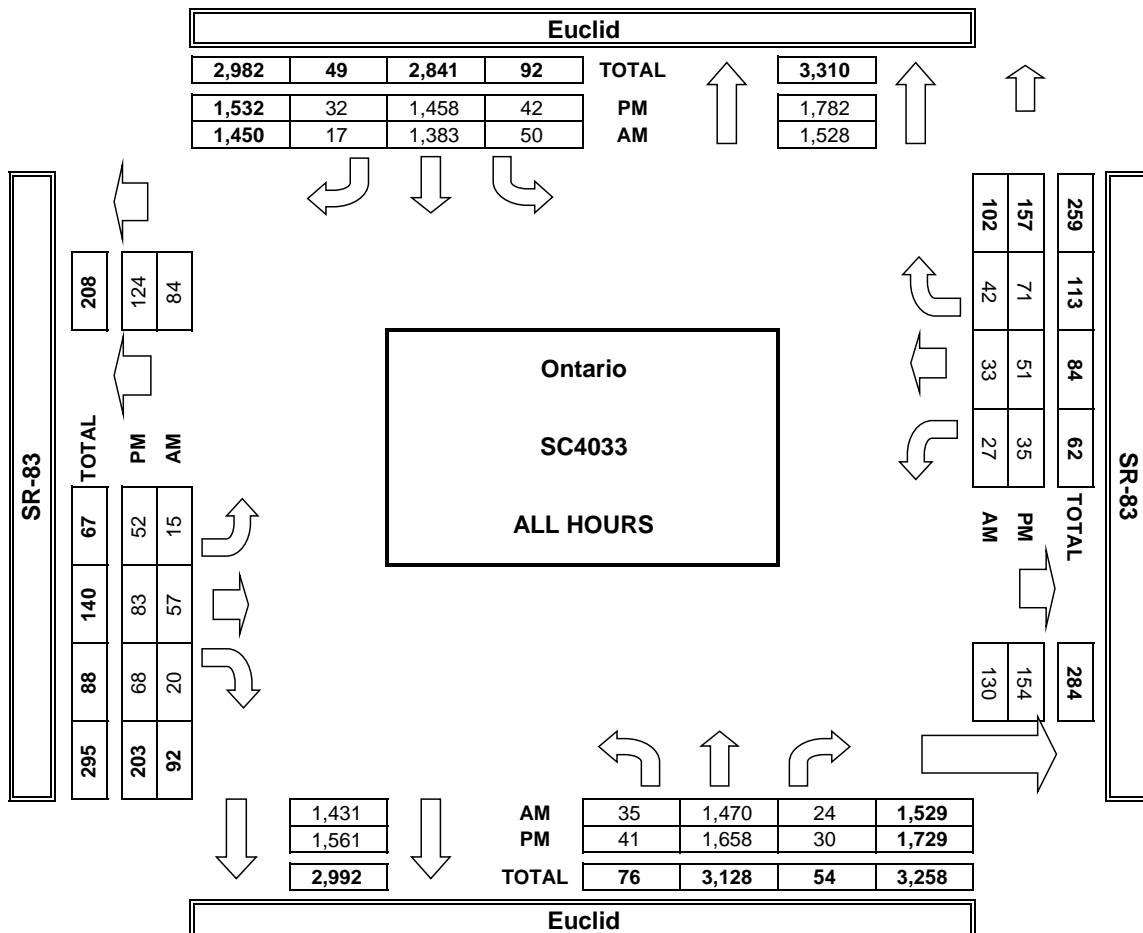 Euclid
2,982 49 2,841 92 TOTAL 3,310
1,532 32 1,458 42 PM 1,782
1,450 17 1,383 50 AM 1,528
SR-83
208
124
84
TOTAL 67 140 88 295
PM 52 83 68 203
AM 15 57 20 92
Ontario
SC4033
ALL HOURS
259 113 84 62 TOTAL 284
157 71 51 35 PM 154
102 42 33 27 AM 130
SR-83
1,431 AM 35 1,470 24 1,529
1,561 PM 41 1,658 30 1,729
2,992 TOTAL 76 3,128 54 3,258
Euclid